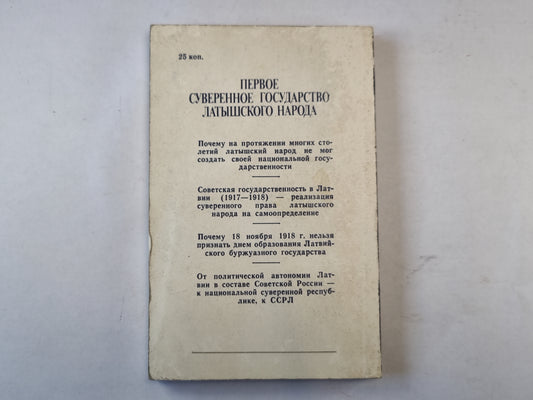 25 коп.
ПЕРВОЕ
СУВЕРЕННОЕ ГОСУДАРСТВО
ЛАТЫШСКОГО НАРОДА
Почему на протяжении многих сто-
летий латышский народ не мог
создать своей национальной госу-
дарственности
Советская государственность в Лат-
вии (1917—1918) — реализация
суверенного права латышского
народа на самоопределение
Почему 18 ноября 1918 г. нельзя
признать днем образования Латвий-
ского буржуазного государства
От политической автономии Лат-
вии в составе Советской России —
к национальной суверенной респуб-
лике, к ССРЛ